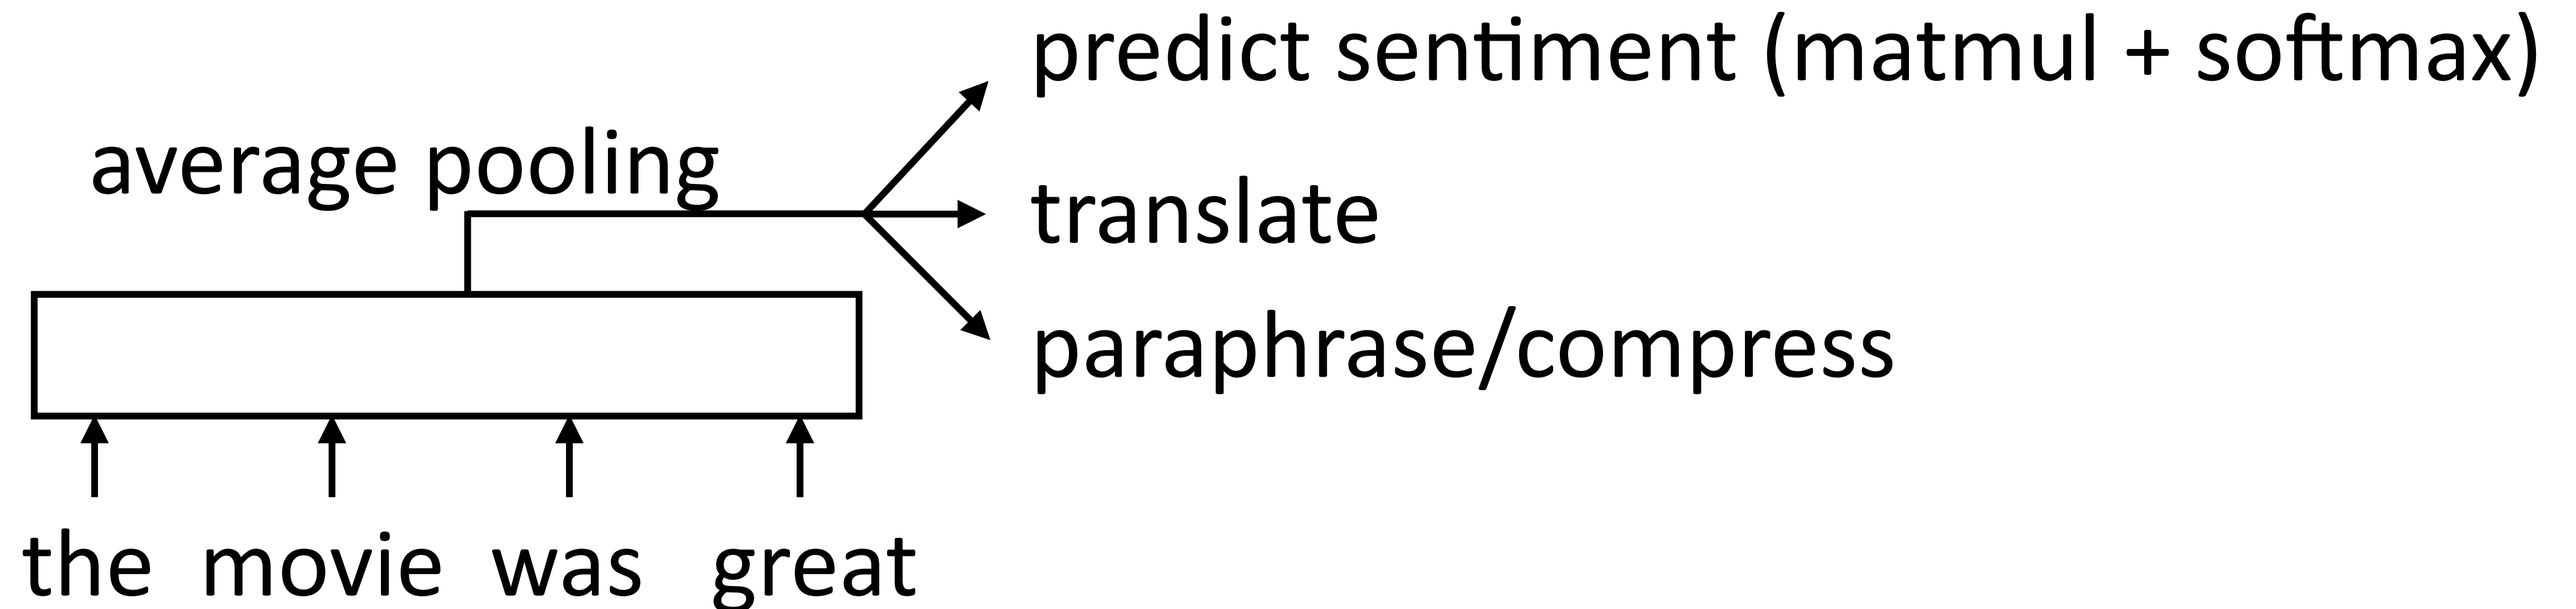 predict sentiment (matmul + softmax)
average pooling
translate
paraphrase/compress
the movie was great